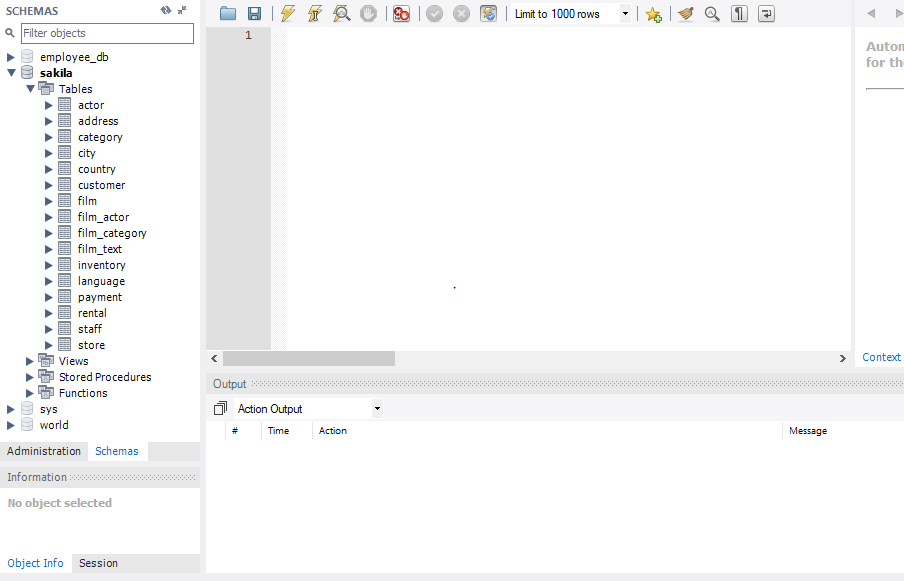 SCHEMAS
Filter objects
employee_db
sakila
Tables
actor
address
category
city
country
customer
film
film_actor
film_category
film_text
inventory
language
payment
rental
staff
store
Views
Stored Procedures
Functions
sys
world
Administration Schemas
Information
No object selected
Object Info Session
Limit to 1000 rows
1
Output
Action Output
# Time Action Message
Autom
for the
Context